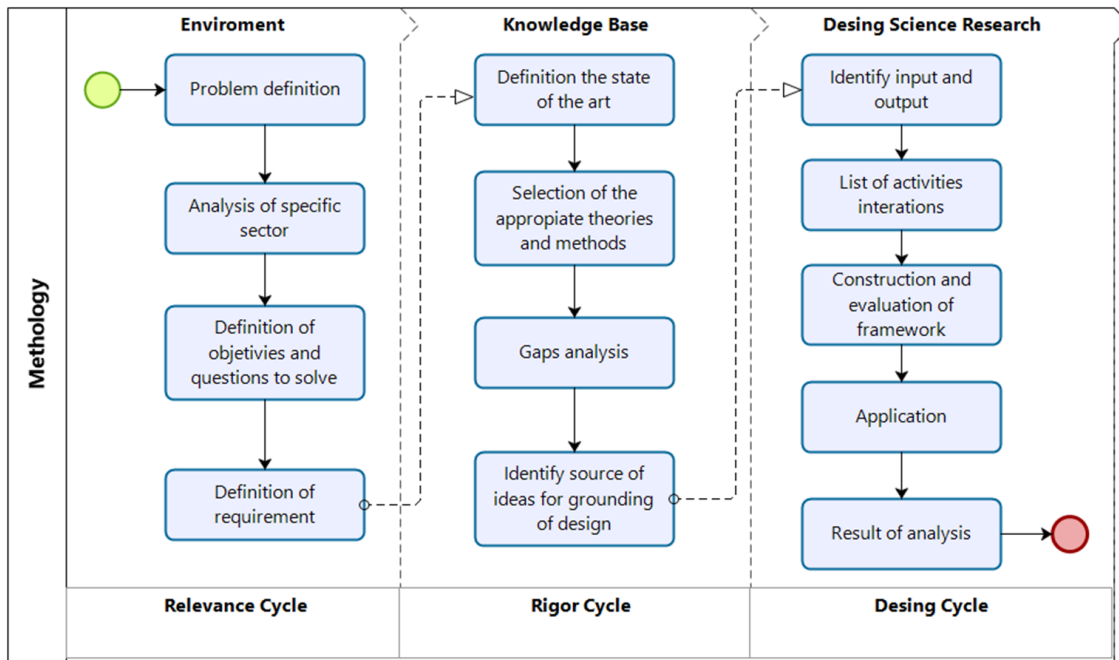 Methology
Enviroment
Problem definition
Analysis of specific
sector
Definition of
objetivies and
questions to solve
Definition of
requirement
Relevance Cycle
Knowledge Base
Definition the state
of the art
Selection of the
appropiate theories
and methods
Gaps analysis
Identify source of
ideas for grounding
of design
Rigor Cycle
Desing Science Research
Identify input and
output
List of activities
interations
Construction and
evaluation of
framework
Application
Result of analysis
Desing Cycle